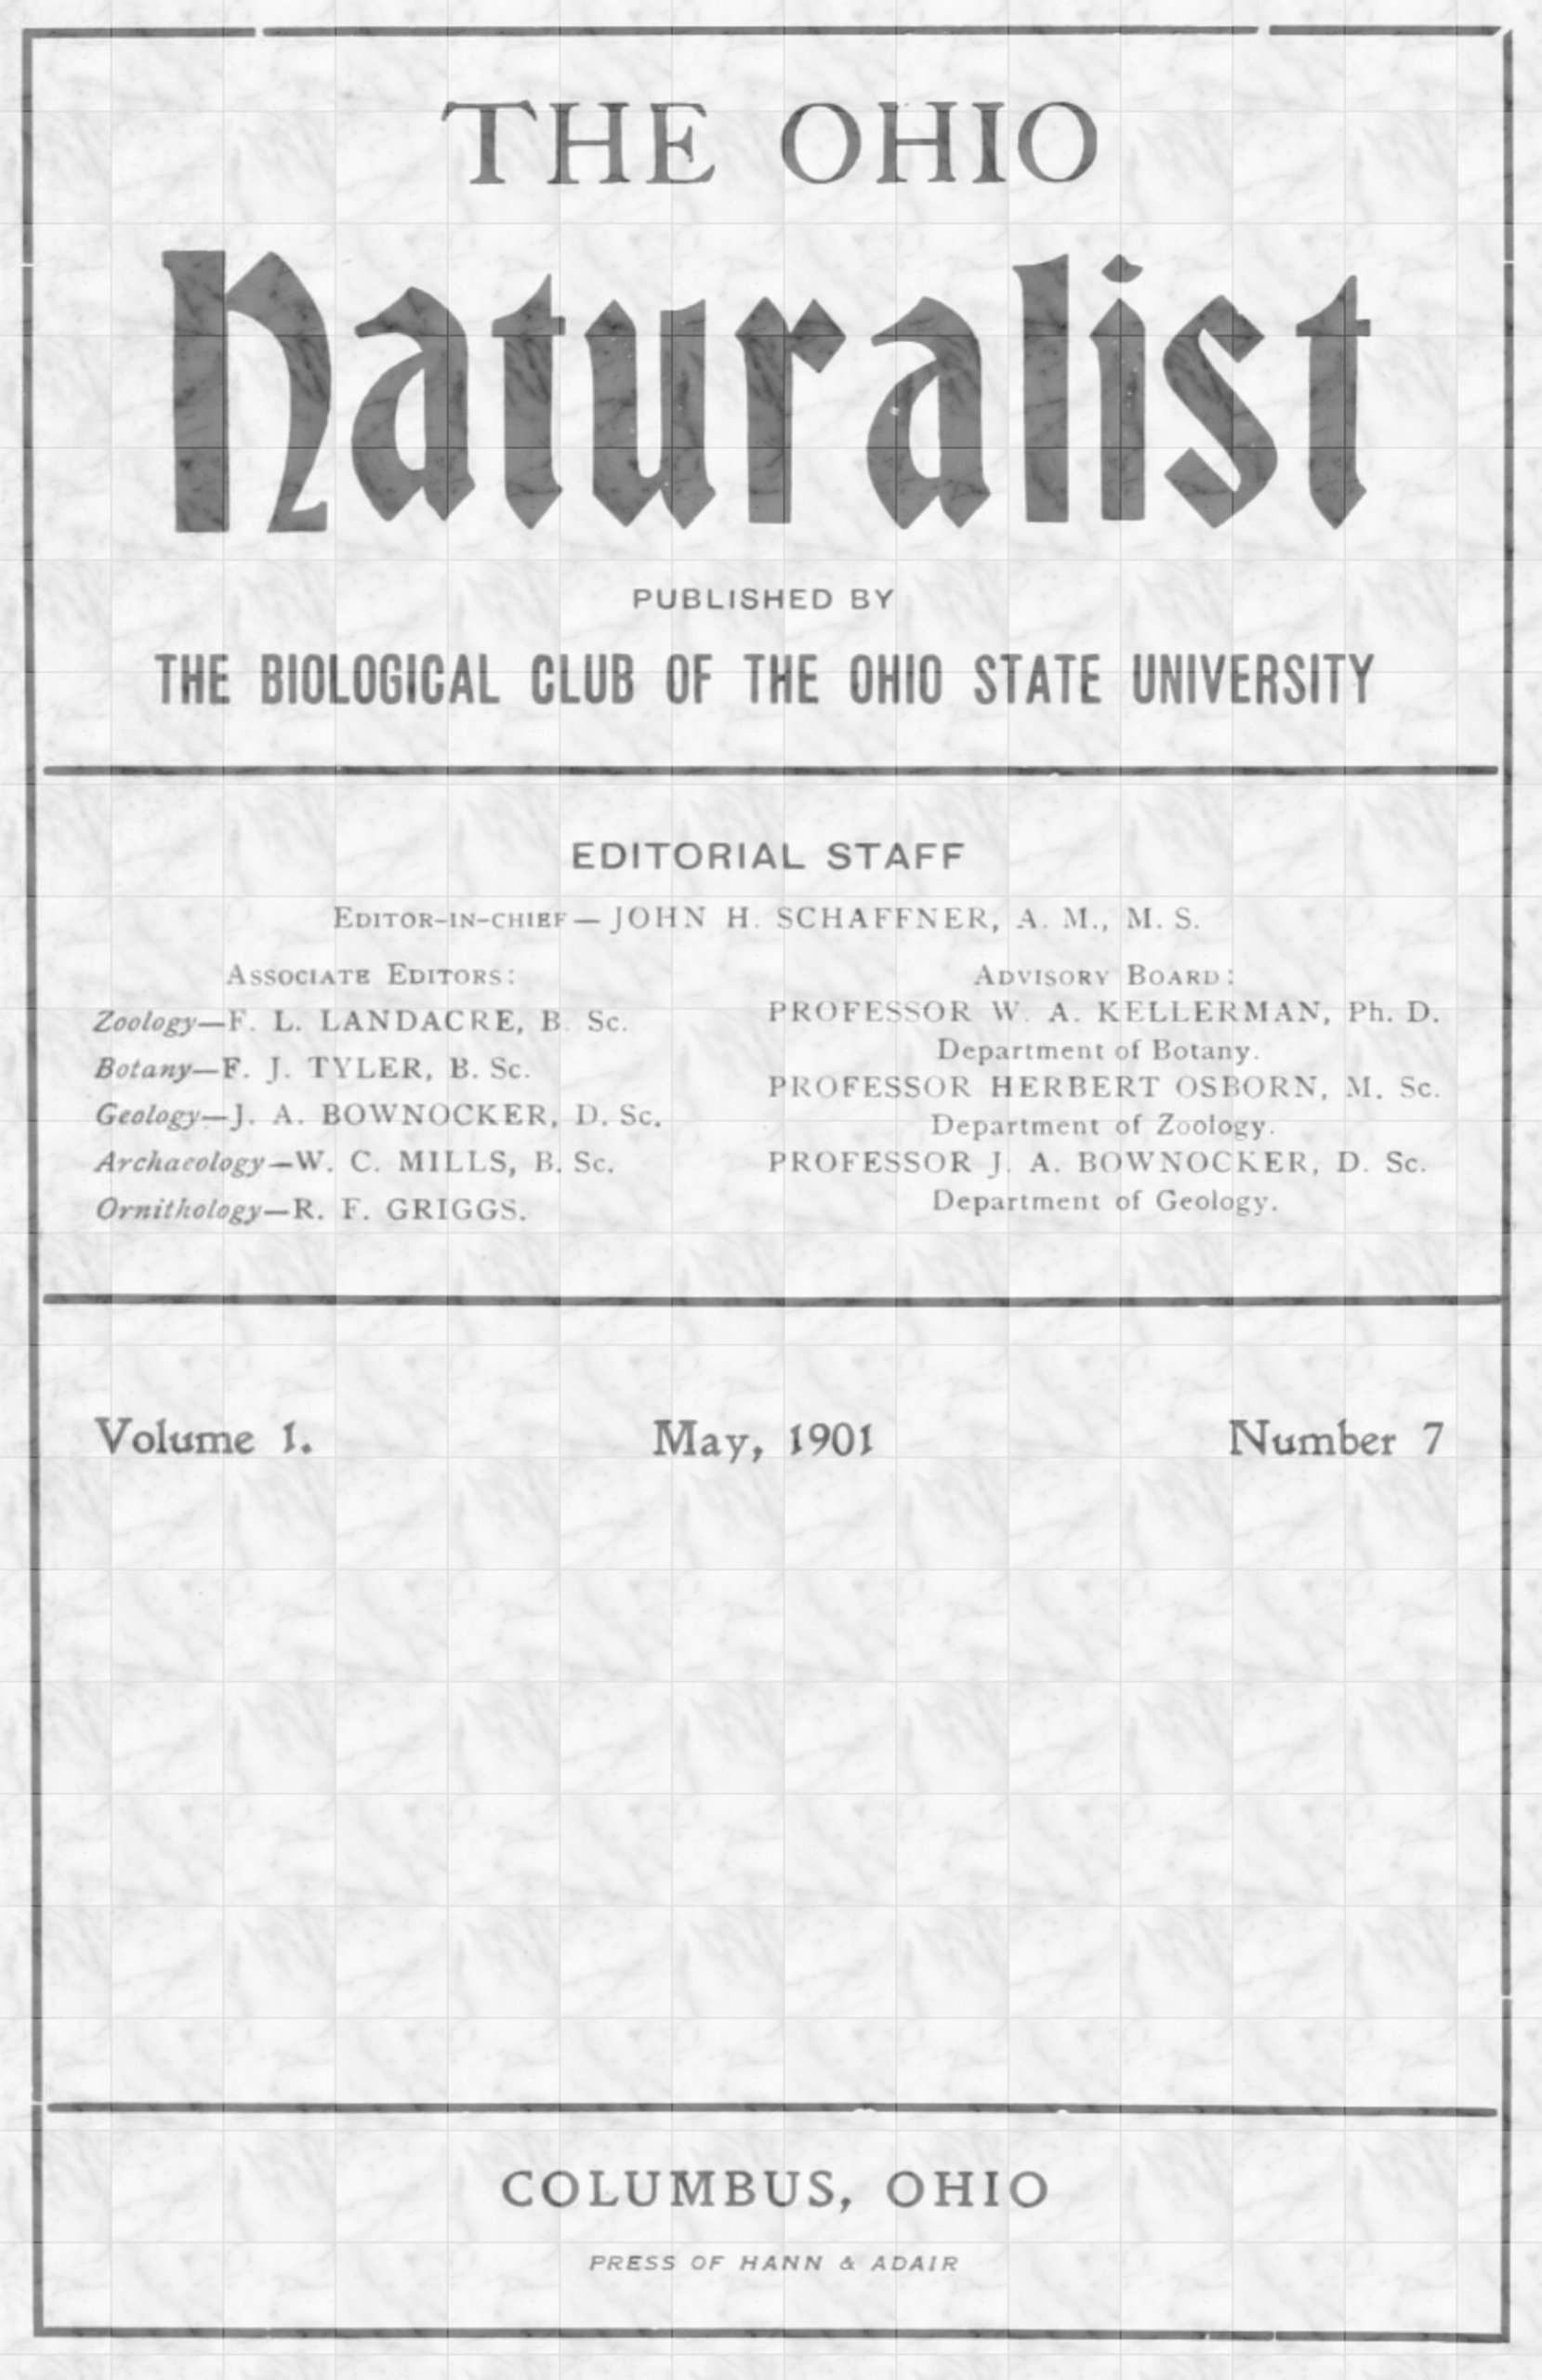 THE OHIO
Naturalist
PUBLISHED BY
THE BIOLOGICAL CLUB OF THE OHIO STATE UNIVERSITY
EDITORIAL STAFF
EDITOR-IN-CHIEF— JOHN H. SCHAFFNER, A. M., M. S.
ASSOCIATE EDITORS:
Zoology—F. L. LANDACRE, B. Sc.
Botany—F. J. TYLER, B. Sc.
Geology—J. A. BOWNOCKER, D. Sc.
Archaeology—W. C. MILLS, B. Sc.
Ornithology—R. F. GRIGGS.
ADVISORY BOARD:
PROFESSOR W. A. KELLERMAN, Ph. D.
Department of Botany.
PROFESSOR HERBERT OSBORN, M. Sc.
Department of Zoology.
PROFESSOR J. A. BOWNOCKER, D. Sc.
Department of Geology.
Volume 1. May, 1901 Number 7
COLUMBUS, OHIO
PRESS OF HANN & ADAIR